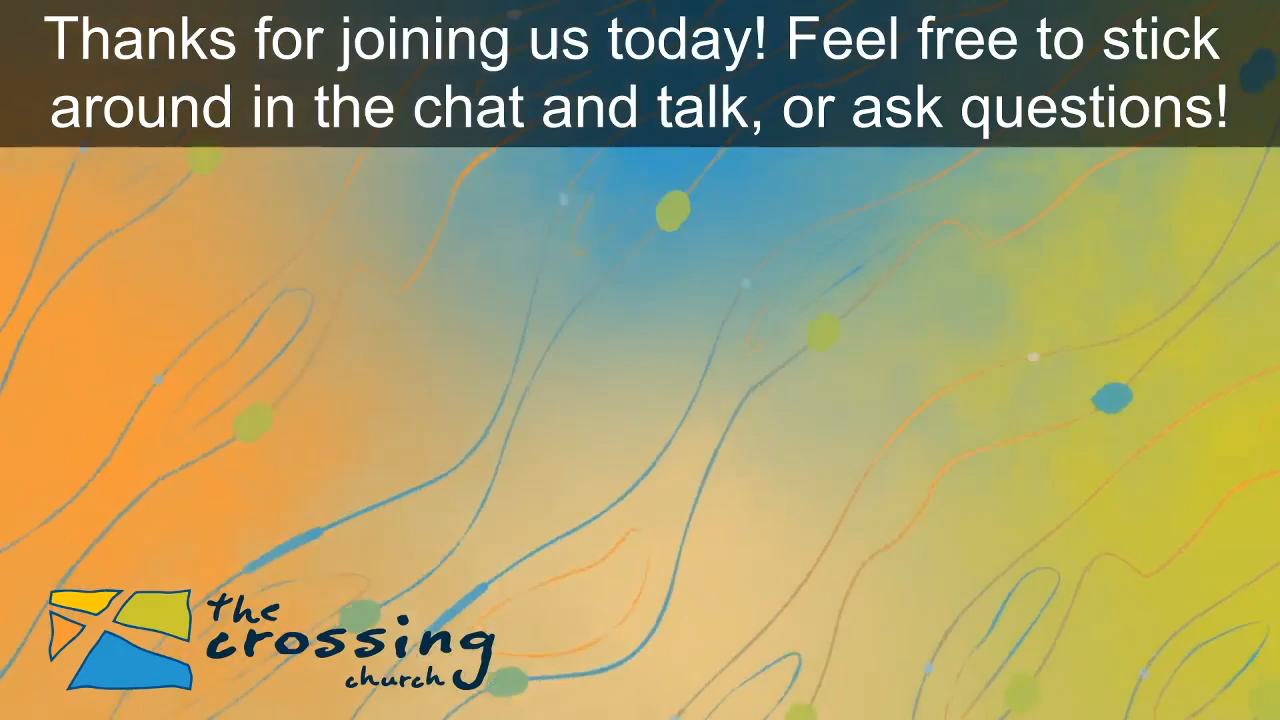 Thanks for joining us today! Feel free to stick
around in the chat and talk, or ask questions!
the
crossing
church